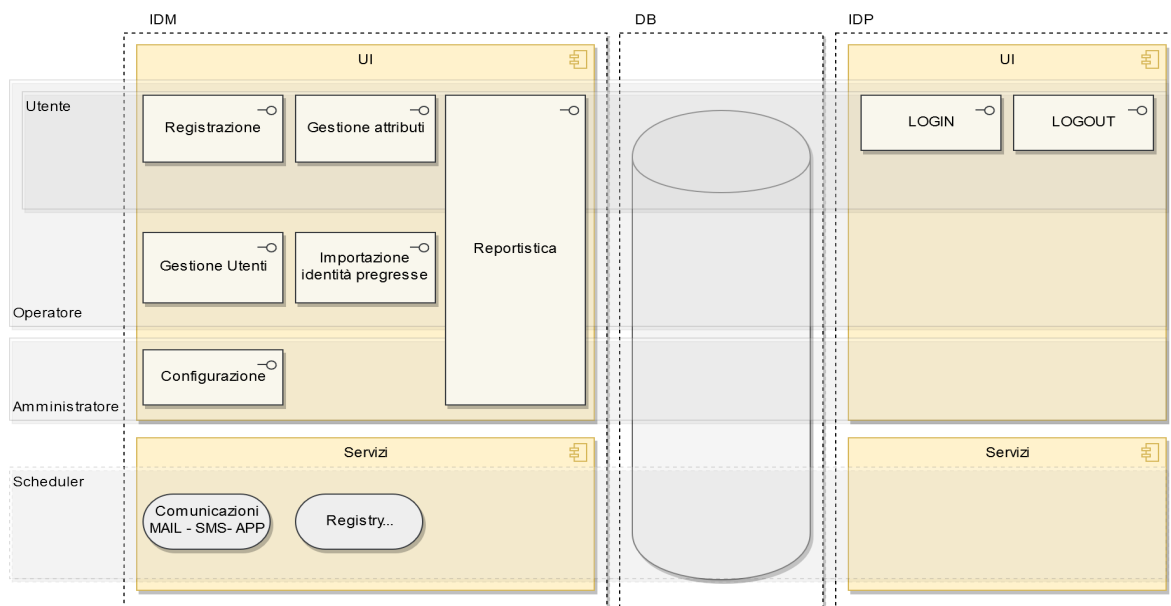 IDM
DB
IDP
UI
UI
Utente
Registrazione
Gestione attributi
Reportistica
LOGIN
LOGOUT
Gestione Utenti
Importazione
identità pregresse
Operatore
Configurazione
Amministratore
Servizi
Servizi
Scheduler
Comunicazioni
MAIL - SMS- APP
Registry...